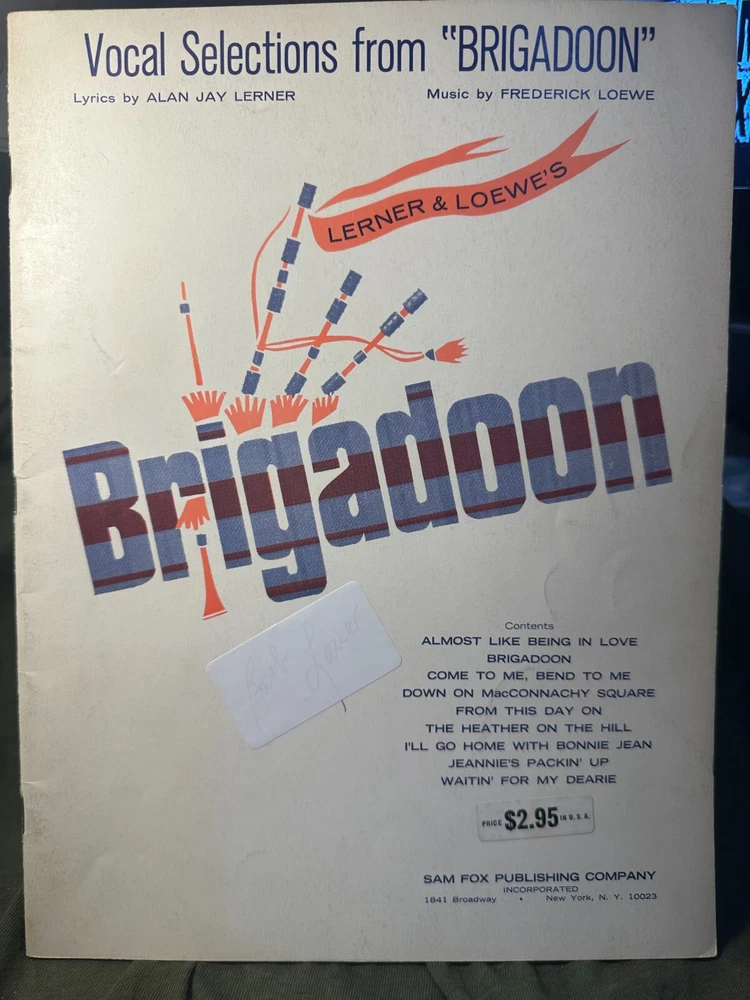 Vocal Selections from "BRIGADOON"
Lyrics by ALAN JAY LERNER
Music by FREDERICK LOEWE
LERNER & LOEWE'S
Brigadoon
Contents
ALMOST LIKE BEING IN LOVE
BRIGADOON
COME TO ME, BEND TO ME
DOWN ON MacCONNACHY SQUARE
FROM THIS DAY ON
THE HEATHER ON THE HILL
I'LL GO HOME WITH BONNIE JEAN
JEANNIE'S PACKIN' UP
WAITIN' FOR MY DEARIE
PRICE $2.95 IN U.S.A.
SAM FOX PUBLISHING COMPANY
INCORPORATED
1841 Broadway • New York, N. Y. 10023